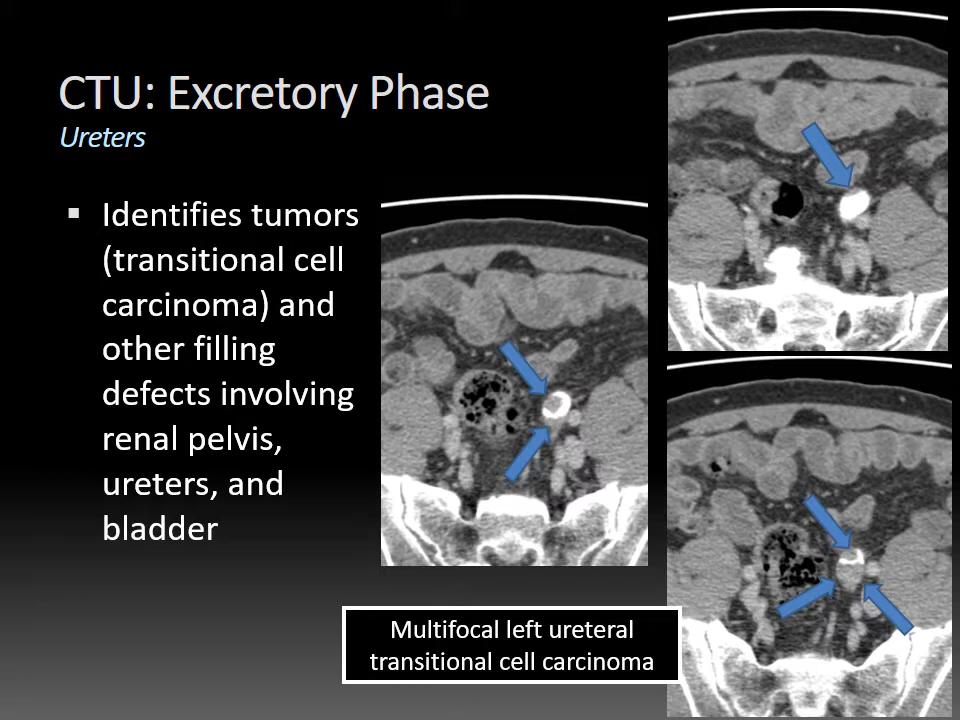 CTU: Excretory Phase
Ureters
▪ Identifies tumors
(transitional cell
carcinoma) and
other filling
defects involving
renal pelvis,
ureters, and
bladder
Multifocal left ureteral
transitional cell carcinoma